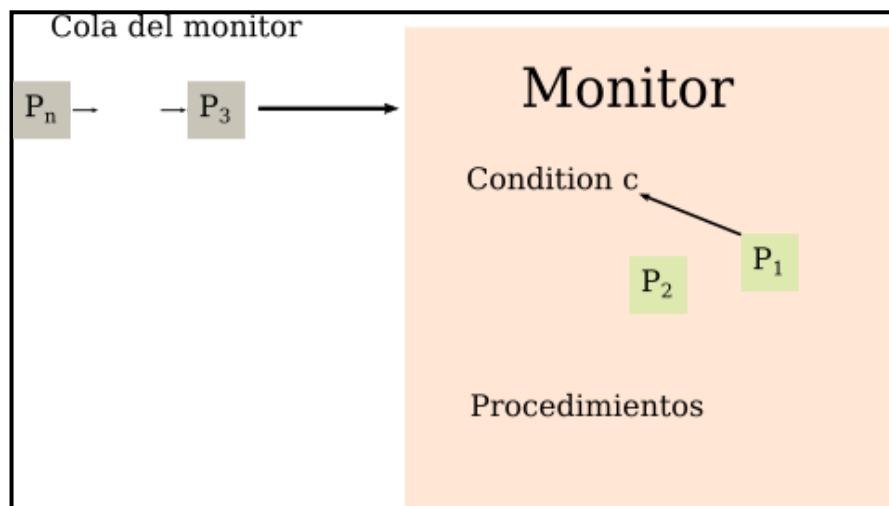 Cola del monitor
Pn
P3
Monitor
Condition c
P1
P2
Procedimientos